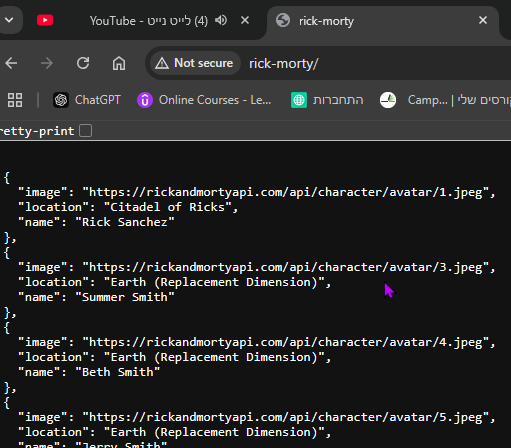 YouTube - לייט נייט (4)
rick-morty
Not secure
rick-morty/
ChatGPT
Online Courses - Le...
התחברות
Camp... | קורסים שלי
retty-print
{
"image": "https://rickandmortyapi.com/api/character/avatar/1.jpeg",
"location": "Citadel of Ricks",
"name": "Rick Sanchez"
},
{
"image": "https://rickandmortyapi.com/api/character/avatar/3.jpeg",
"location": "Earth (Replacement Dimension)",
"name": "Summer Smith"
},
{
"image": "https://rickandmortyapi.com/api/character/avatar/4.jpeg",
"location": "Earth (Replacement Dimension)",
"name": "Beth Smith"
},
{
"image": "https://rickandmortyapi.com/api/character/avatar/5.jpeg",
"location": "Earth (Replacement Dimension)",
"name": "Jerry Smith"